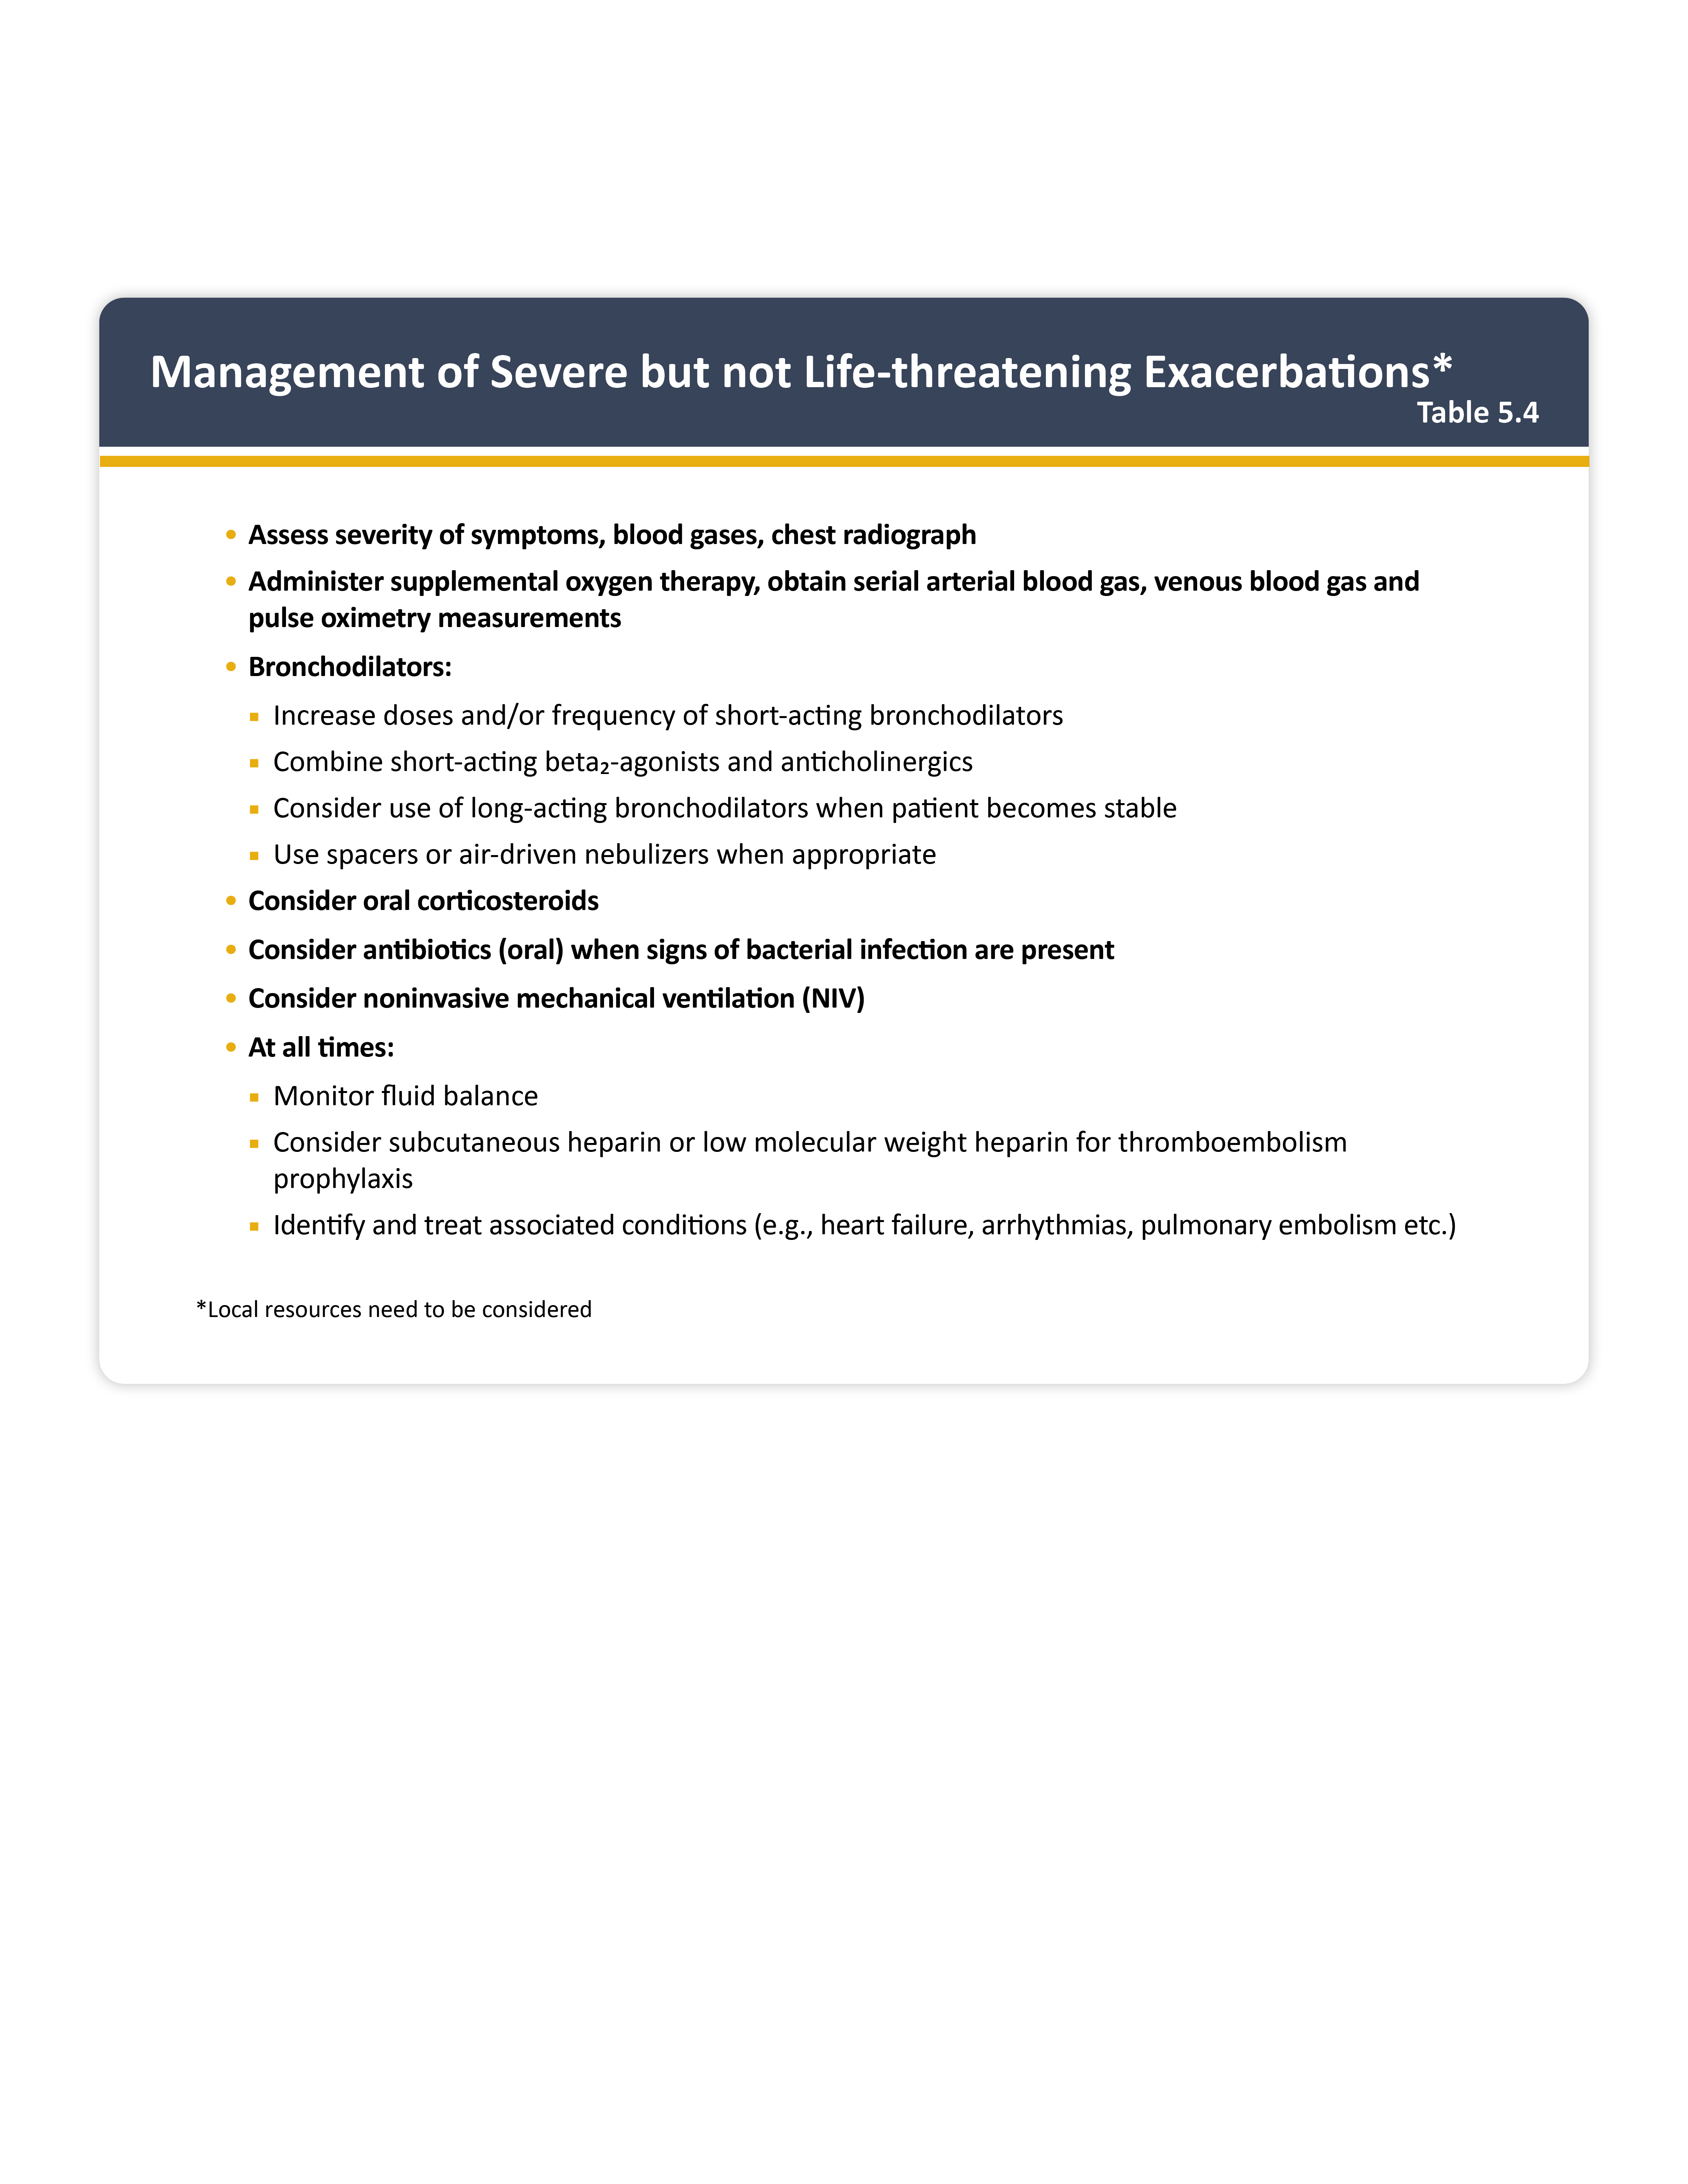 Management of Severe but not Life-threatening Exacerbations*
Table 5.4
• Assess severity of symptoms, blood gases, chest radiograph
• Administer supplemental oxygen therapy, obtain serial arterial blood gas, venous blood gas and
pulse oximetry measurements
• Bronchodilators:
▪ Increase doses and/or frequency of short-acting bronchodilators
▪ Combine short-acting beta₂-agonists and anticholinergics
▪ Consider use of long-acting bronchodilators when patient becomes stable
▪ Use spacers or air-driven nebulizers when appropriate
• Consider oral corticosteroids
• Consider antibiotics (oral) when signs of bacterial infection are present
• Consider noninvasive mechanical ventilation (NIV)
• At all times:
▪ Monitor fluid balance
▪ Consider subcutaneous heparin or low molecular weight heparin for thromboembolism
prophylaxis
▪ Identify and treat associated conditions (e.g., heart failure, arrhythmias, pulmonary embolism etc.)
*Local resources need to be considered